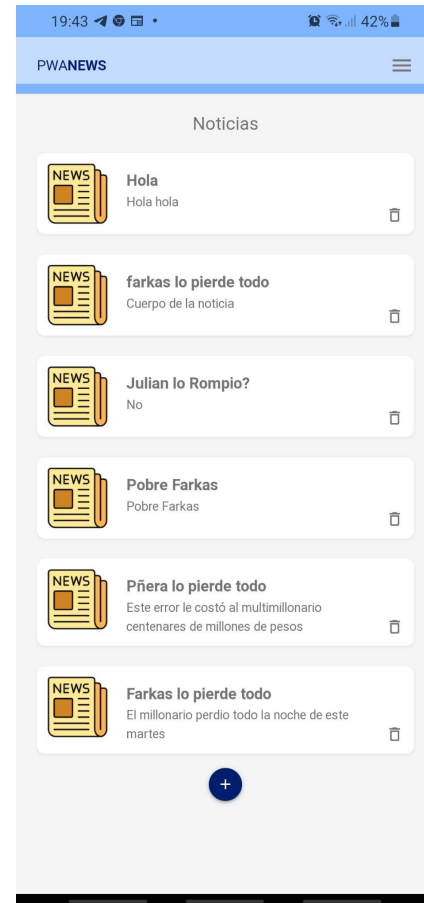 19:43
42%
PWANEWS
Noticias
NEWS
Hola
Hola hola
NEWS
farkas lo pierde todo
Cuerpo de la noticia
NEWS
Julian lo Rompio?
No
NEWS
Pobre Farkas
Pobre Farkas
NEWS
Pñera lo pierde todo
Este error le costó al multimillonario
centenares de millones de pesos
NEWS
Farkas lo pierde todo
El millonario perdio todo la noche de este
martes
+